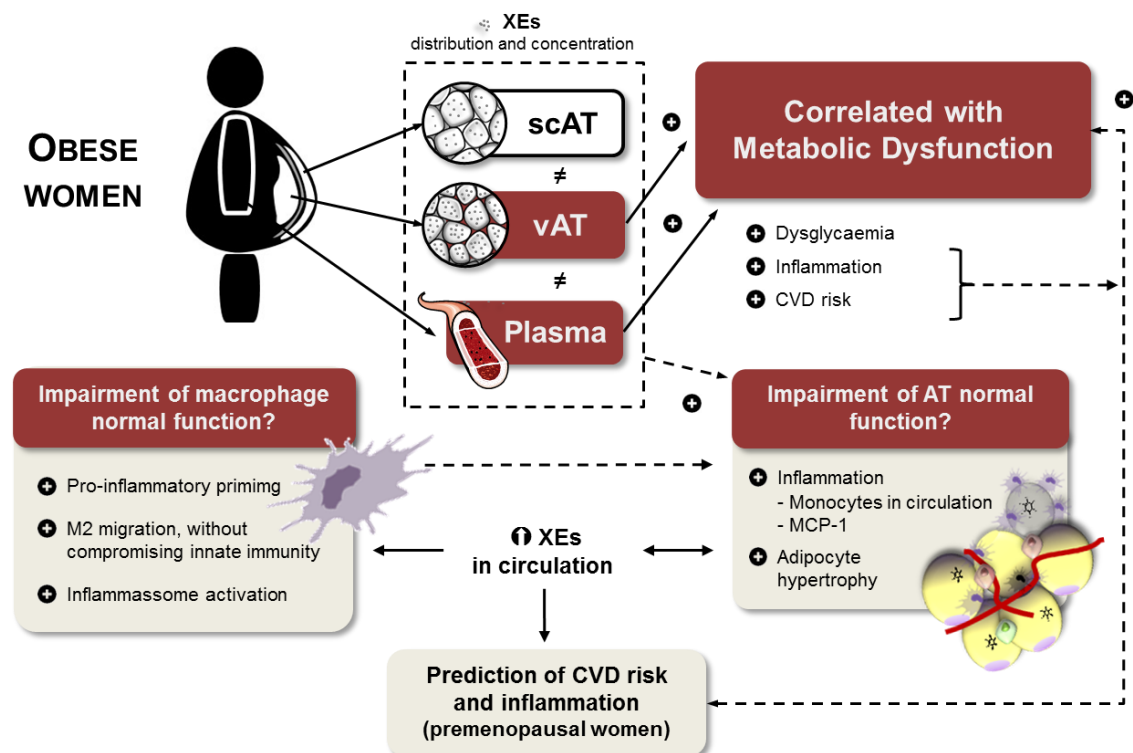 XEs
distribution and concentration
OBESE
WOMEN
scAT
≠
vAT
≠
Plasma
Correlated with
Metabolic Dysfunction
Dysglycaemia
Inflammation
CVD risk
Impairment of macrophage
normal function?
Pro-inflammatory primimg
M2 migration, without
compromising innate immunity
Inflammassome activation
XEs
in circulation
Impairment of AT normal
function?
Inflammation
- Monocytes in circulation
- MCP-1
Adipocyte
hypertrophy
Prediction of CVD risk
and inflammation
(premenopausal women)